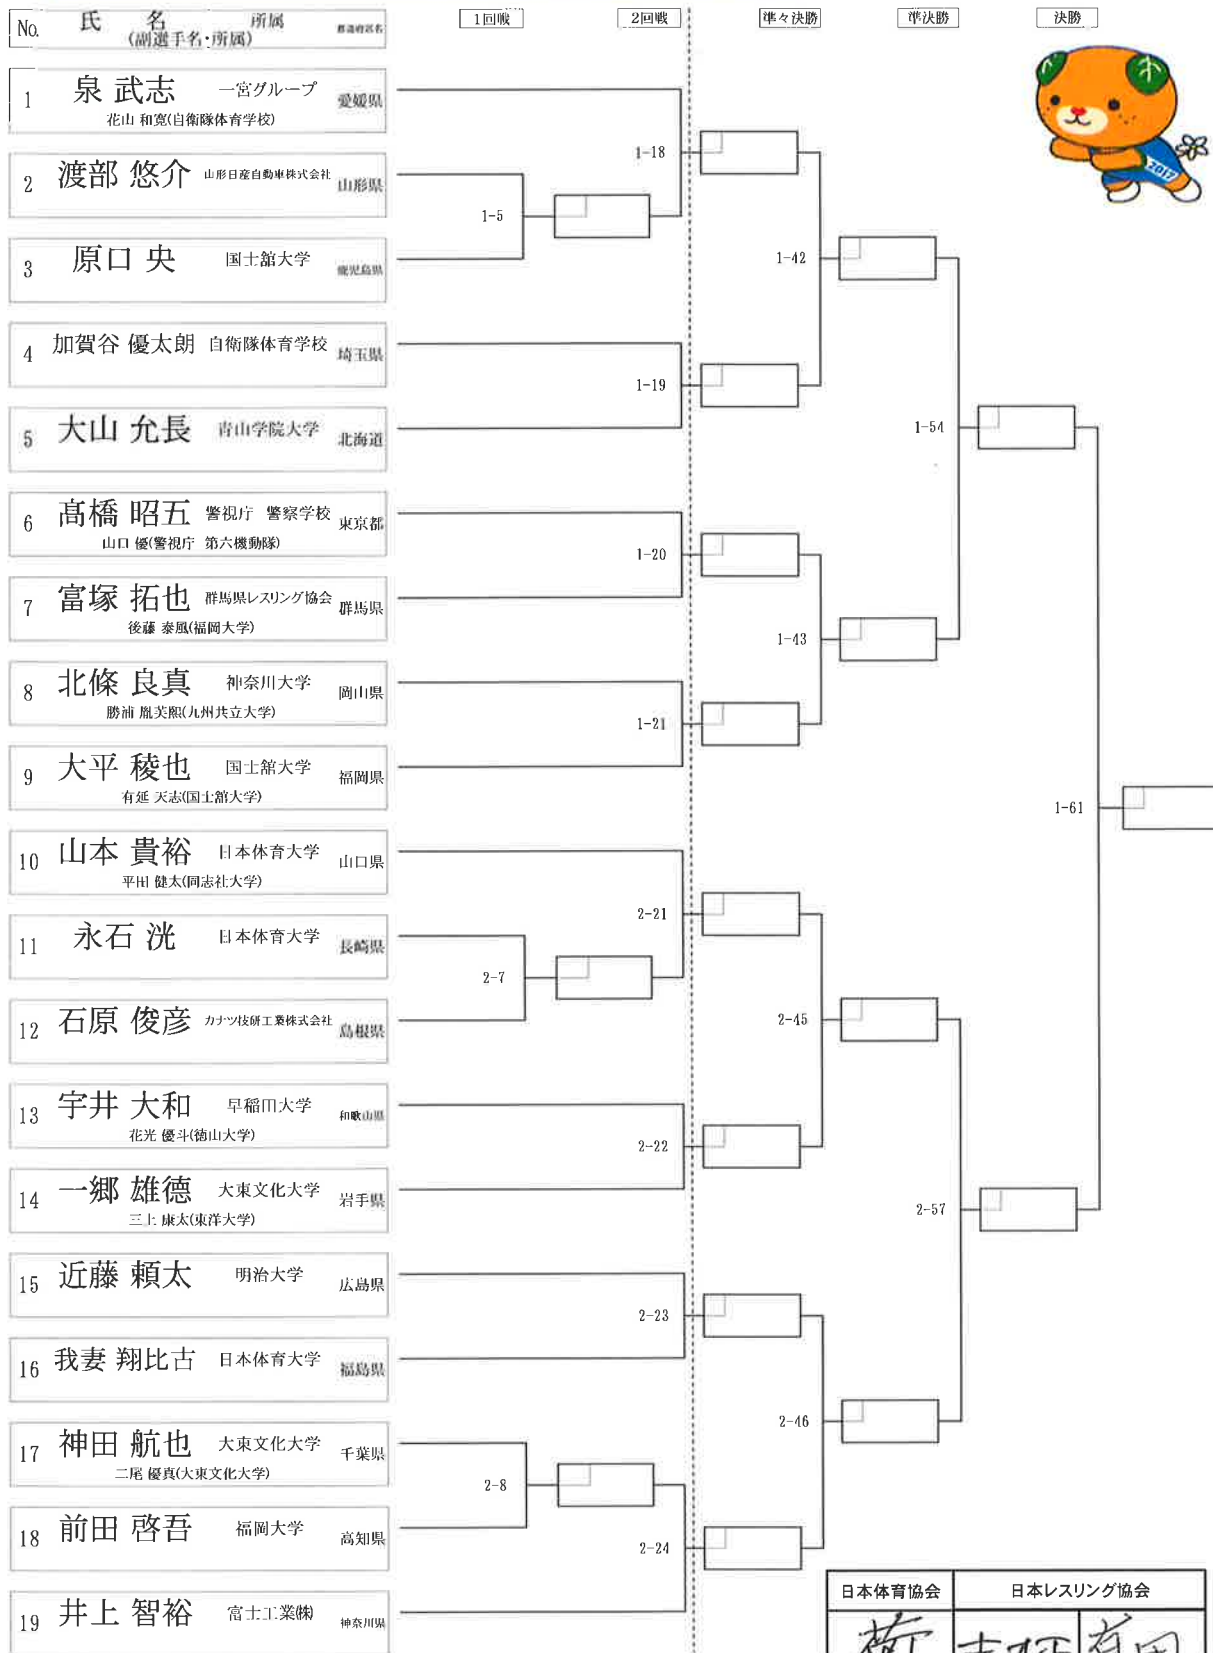 No. 氏 名 所属 都道府県名 1回戦 2回戦 準々決勝 準決勝 決勝
(副選手名・所属)
1 泉 武志 一宮グループ 愛媛県
花山 和寛(自衛隊体育学校)
2 渡部 悠介 山形日産自動車株式会社 山形県
3 原口 央 国士舘大学 鹿児島県
4 加賀谷 優太朗 自衛隊体育学校 埼玉県
5 大山 允長 青山学院大学 北海道
6 髙橋 昭五 警視庁 警察学校 東京都
山口 優(警視庁 第六機動隊)
7 富塚 拓也 群馬県レスリング協会 群馬県
後藤 泰風(福岡大学)
8 北條 良真 神奈川大学 岡山県
勝浦 胤芙熙(九州共立大学)
9 大平 稜也 国士舘大学 福岡県
有延 天志(国士舘大学)
10 山本 貴裕 日本体育大学 山口県
平田 健太(同志社大学)
11 永石 洸 日本体育大学 長崎県
12 石原 俊彦 カナツ技研工業株式会社 島根県
13 宇井 大和 早稲田大学 和歌山県
花光 優斗(徳山大学)
14 一郷 雄德 大東文化大学 岩手県
三上 康太(東洋大学)
15 近藤 頼太 明治大学 広島県
16 我妻 翔比古 日本体育大学 福島県
17 神田 航也 大東文化大学 千葉県
二尾 優真(大東文化大学)
18 前田 啓吾 福岡大学 高知県
19 井上 智裕 富士工業㈱ 神奈川県
1-5
2-7
2-8
1-18
1-19
1-20
1-21
2-21
2-22
2-23
2-24
1-42
1-43
2-45
2-46
1-54
2-57
1-61
2017
日本体育協会 日本レスリング協会